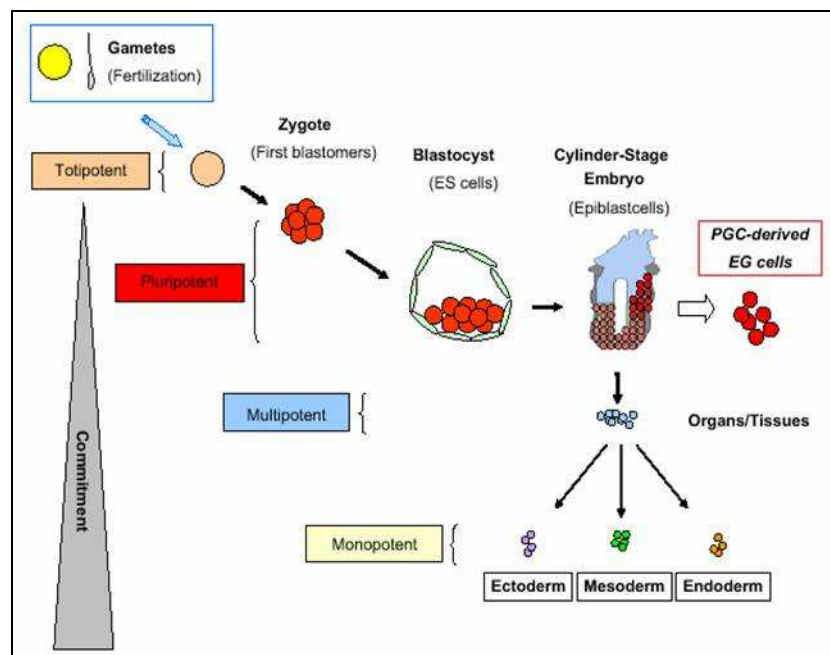 Gametes
(Fertilization)
Zygote
(First blastomers)
Totipotent
Blastocyst
(ES cells)
Cylinder-Stage
Embryo
(Epiblastcells)
PGC-derived
EG cells
Pluripotent
Multipotent
Organs/Tissues
Commitment
Monopotent
Ectoderm
Mesoderm
Endoderm